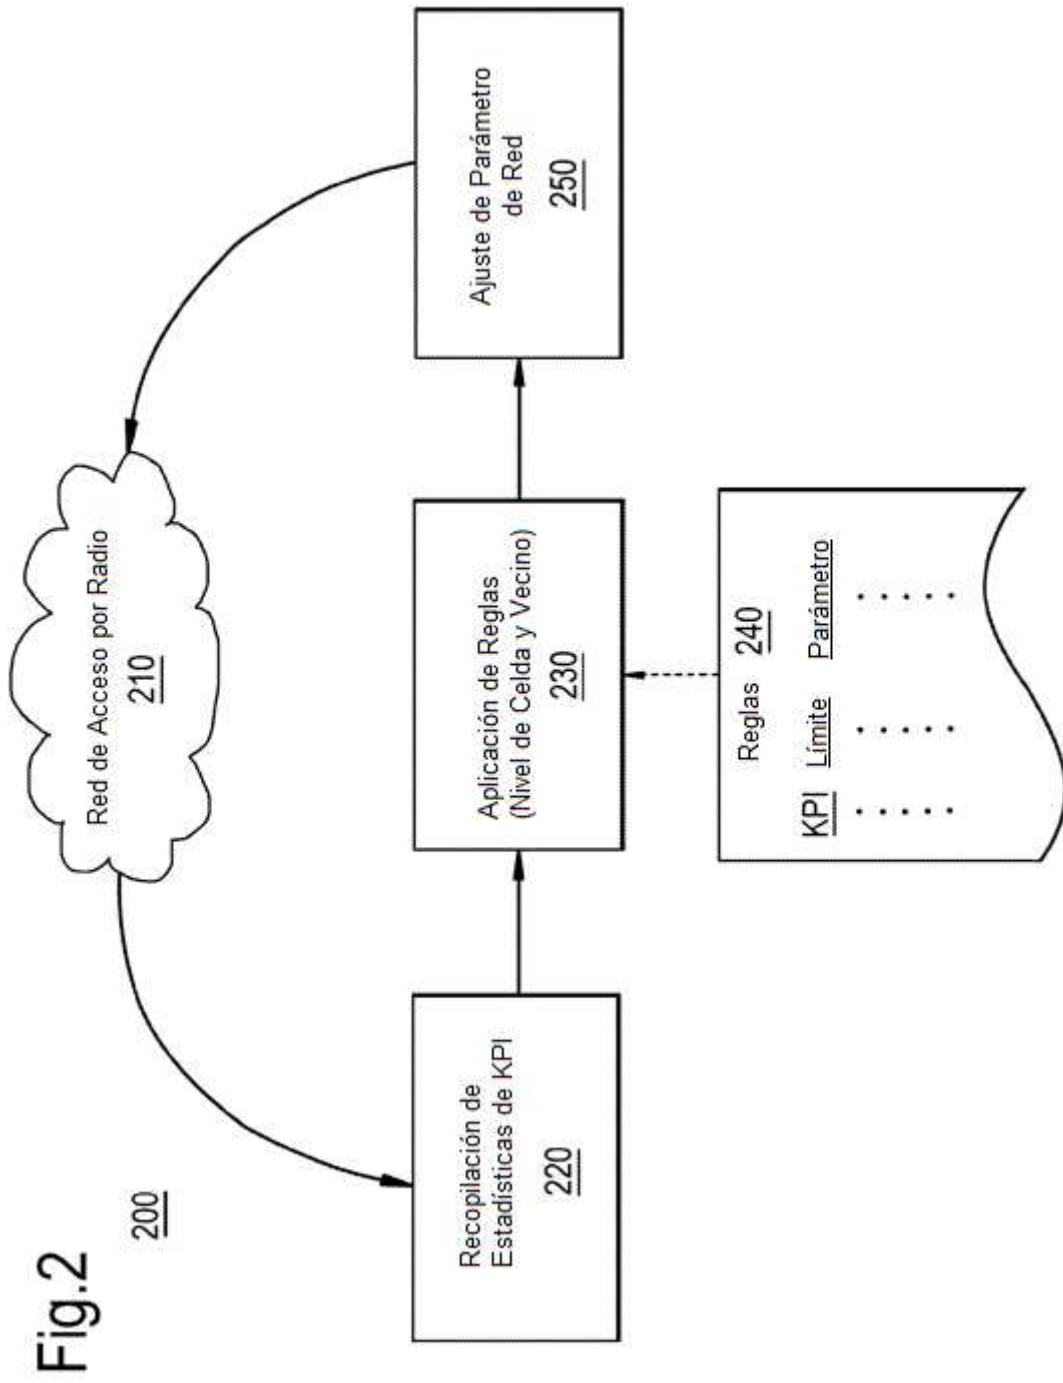 Fig.2
200
Red de Acceso por Radio
210
Recopilación de
Estadísticas de KPI
220
Aplicación de Reglas
(Nivel de Celda y Vecino)
230
Ajuste de Parámetro
de Red
250
Reglas 240
KPI Límite Parámetro